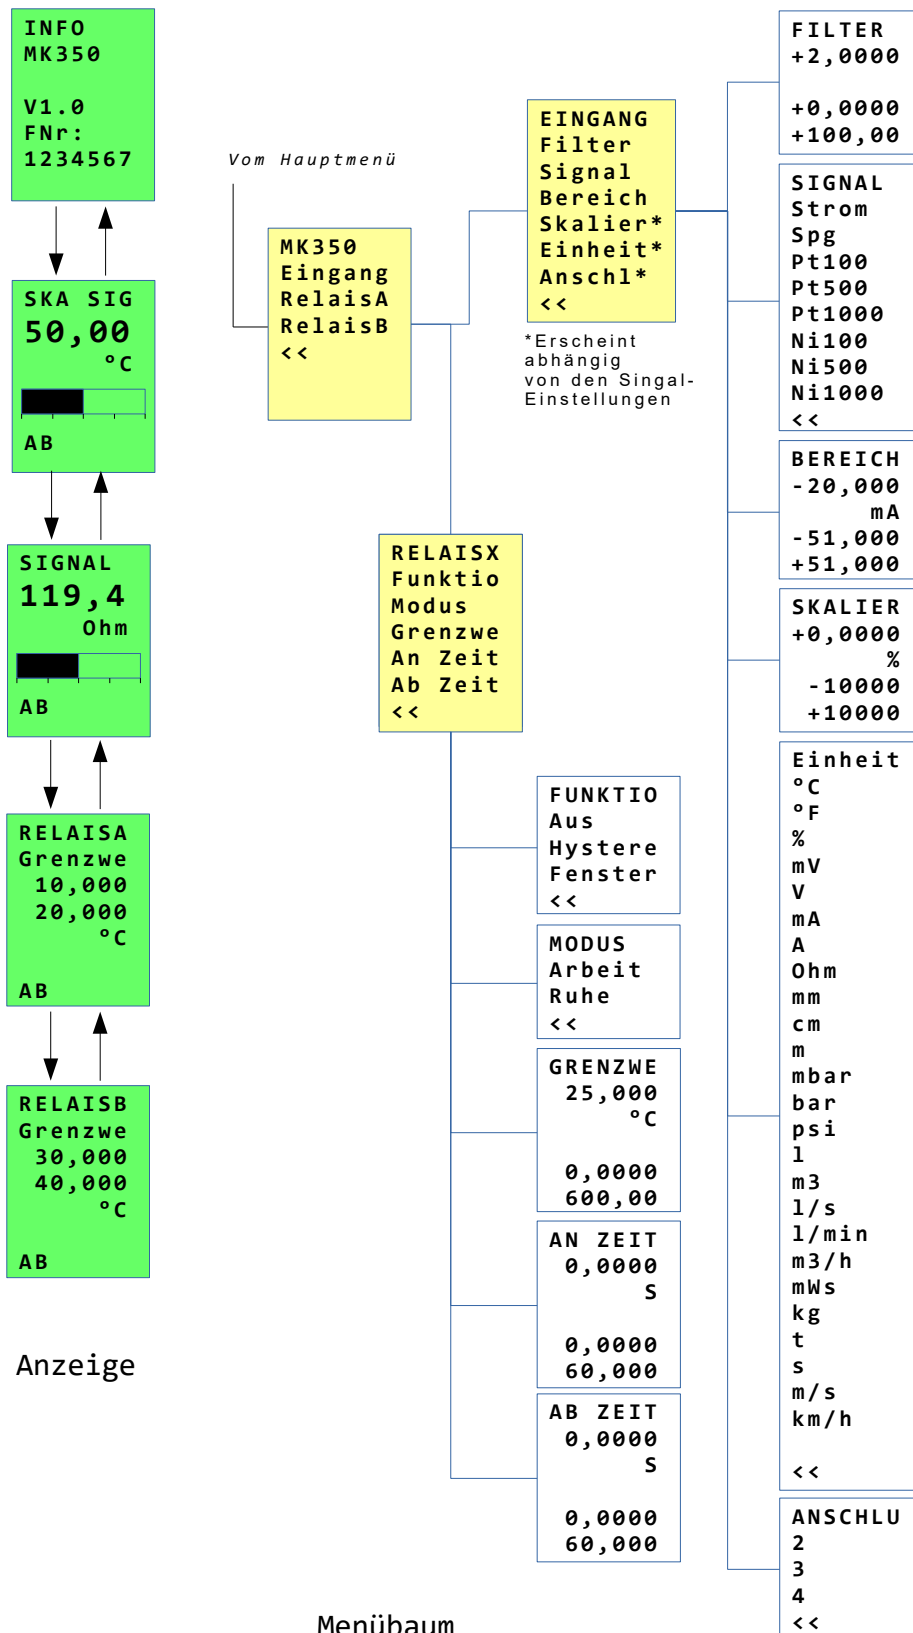 INFO
MK350
V1.0
FNr:
1234567
SKA SIG
50,00
°C
AB
SIGNAL
119,4
Ohm
AB
RELAISA
Grenzwe
10,000
20,000
°C
AB
RELAISB
Grenzwe
30,000
40,000
°C
AB
Anzeige
Vom Hauptmenü
MK350
Eingang
RelaisA
RelaisB
<<
EINGANG
Filter
Signal
Bereich
Skalier*
Einheit*
Anschl*
<<
*Erscheint
abhängig
von den Singal-
Einstellungen
RELAISX
Funktio
Modus
Grenzwe
An Zeit
Ab Zeit
<<
FUNKTIO
Aus
Hystere
Fenster
<<
MODUS
Arbeit
Ruhe
<<
GRENZWE
25,000
°C
0,0000
600,00
AN ZEIT
0,0000
S
0,0000
60,000
AB ZEIT
0,0000
S
0,0000
60,000
FILTER
+2,0000
+0,0000
+100,00
SIGNAL
Strom
Spg
Pt100
Pt500
Pt1000
Ni100
Ni500
Ni1000
<<
BEREICH
-20,000
mA
-51,000
+51,000
SKALIER
+0,0000
%
-10000
+10000
Einheit
°C
°F
%
mV
V
mA
A
Ohm
mm
cm
m
mbar
bar
psi
l
m3
l/s
l/min
m3/h
mWs
kg
t
s
m/s
km/h
<<
ANSCHLU
2
3
4
<<
Menübaum